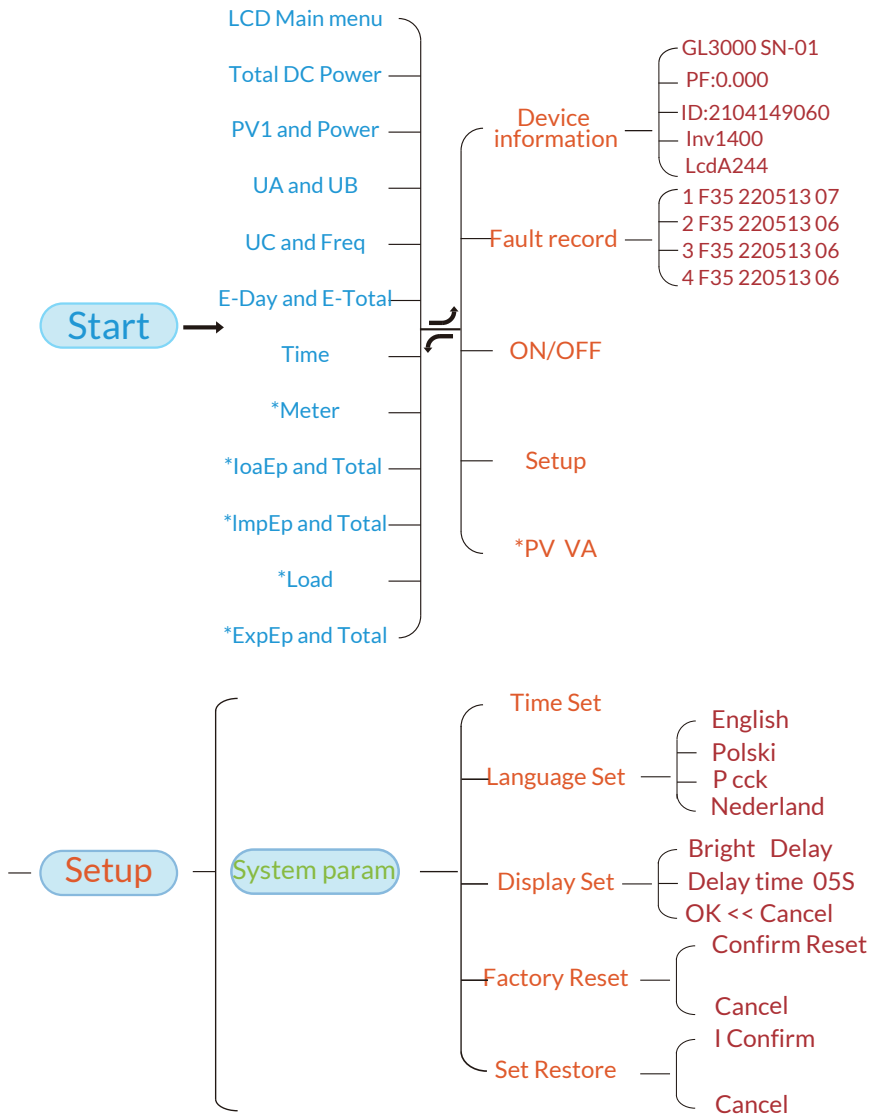 LCD Main menu
Total DC Power
PV1 and Power
UA and UB
UC and Freq
E-Day and E-Total
Start
Time
*Meter
*IoaEp and Total
*ImpEp and Total
*Load
*ExpEp and Total
Device
information
GL3000 SN-01
PF:0.000
ID:2104149060
Inv1400
LcdA244
Fault record
1 F35 220513 07
2 F35 220513 06
3 F35 220513 06
4 F35 220513 06
ON/OFF
Setup
*PV VA
Setup
System param
Time Set
Language Set
English
Polski
P cck
Nederland
Display Set
Bright Delay
Delay time 05S
OK << Cancel
Factory Reset
Confirm Reset
Cancel
Set Restore
I Confirm
Cancel